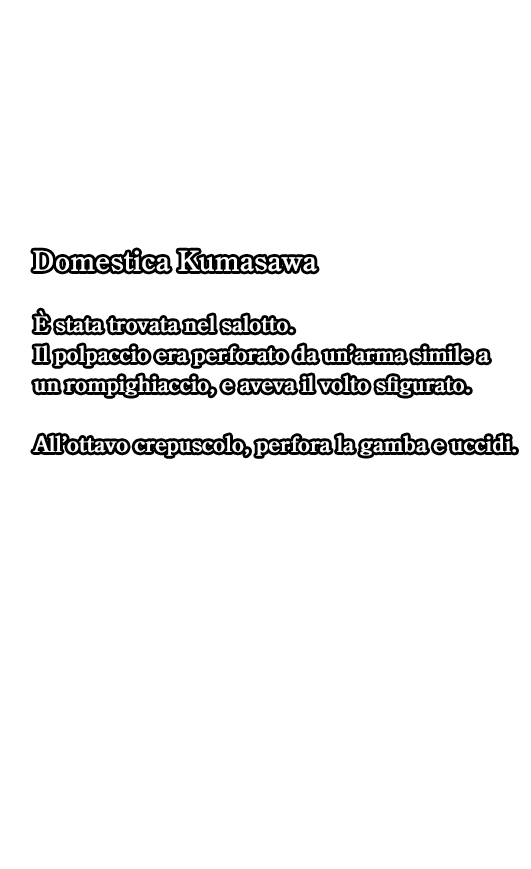 Domestica Kumasawa
È stata trovata nel salotto.
Il polpaccio era perforato da un'arma simile a
un rompighiaccio, e aveva il volto sfigurato.
All'ottavo crepuscolo, perfora la gamba e uccidi.